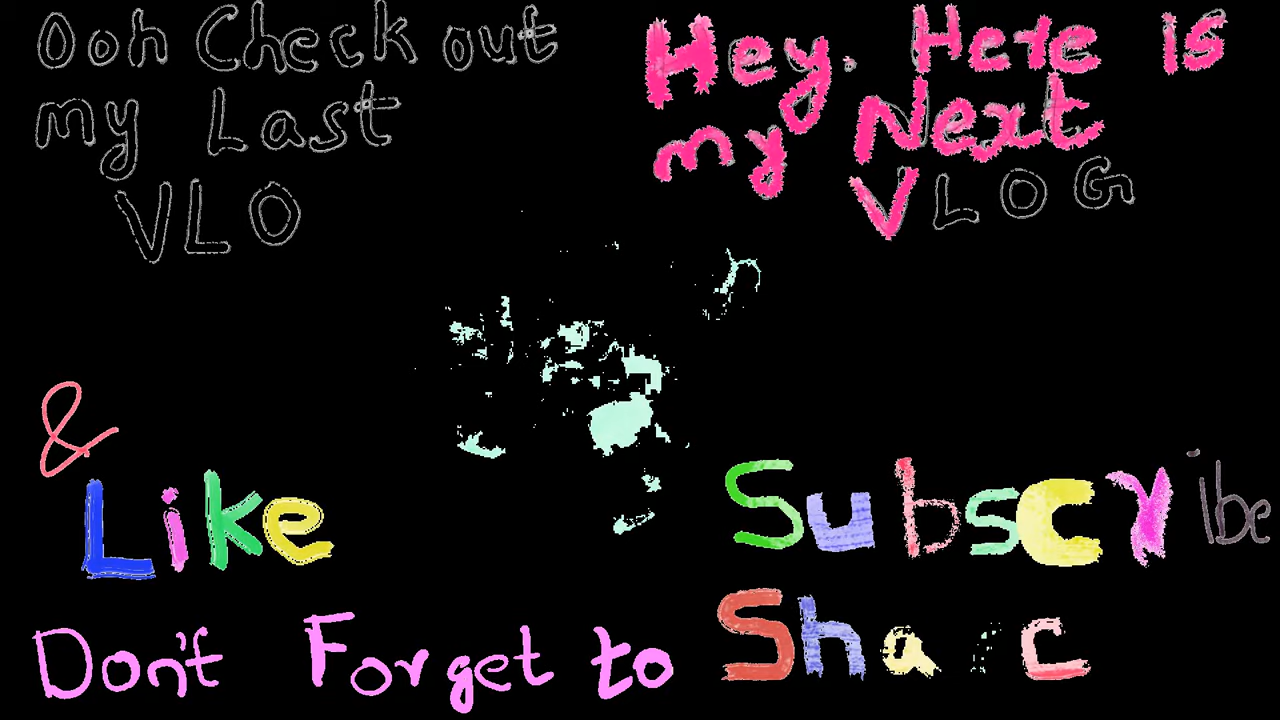 Ooh Check out
my Last
VLO
Hey. Here is
my Next
VLOG
&
Like
Subscribe
Don't Forget to
Share